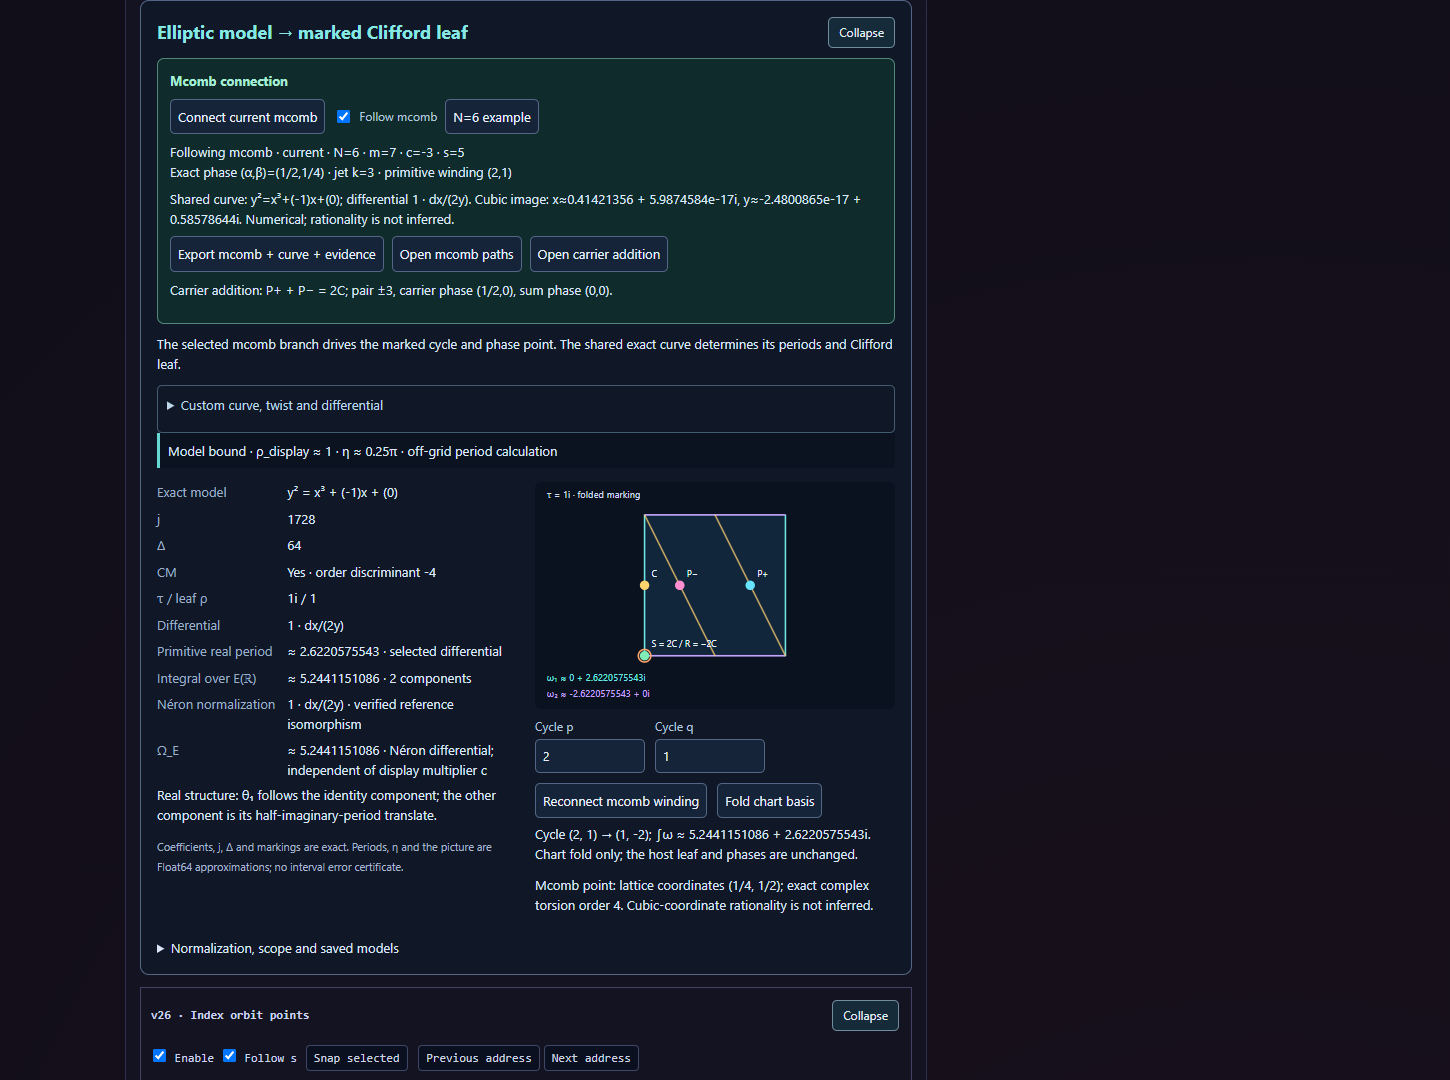 Elliptic model → marked Clifford leaf
Collapse
Mcomb connection
Connect current mcomb
Follow mcomb
N=6 example
Following mcomb · current · N=6 · m=7 · c=-3 · s=5
Exact phase (α,β)=(1/2,1/4) · jet k=3 · primitive winding (2,1)
Shared curve: y²=x³+(-1)x+(0); differential 1 · dx/(2y). Cubic image: x≈0.41421356 + 5.9874584e-17i, y≈-2.4800865e-17 +
0.58578644i. Numerical; rationality is not inferred.
Export mcomb + curve + evidence
Open mcomb paths
Open carrier addition
Carrier addition: P+ + P− = 2C; pair ±3, carrier phase (1/2,0), sum phase (0,0).
The selected mcomb branch drives the marked cycle and phase point. The shared exact curve determines its periods and Clifford
leaf.
▶ Custom curve, twist and differential
Model bound · ρ_display ≈ 1 · η ≈ 0.25π · off-grid period calculation
Exact model y² = x³ + (-1)x + (0)
j 1728
Δ 64
CM Yes · order discriminant -4
τ / leaf ρ 1i / 1
Differential 1 · dx/(2y)
Primitive real period ≈ 2.6220575543 · selected differential
Integral over E(ℝ) ≈ 5.2441151086 · 2 components
Néron normalization 1 · dx/(2y) · verified reference
isomorphism
Ω_E ≈ 5.2441151086 · Néron differential;
independent of display multiplier c
Real structure: θ₁ follows the identity component; the other
component is its half-imaginary-period translate.
Coefficients, j, Δ and markings are exact. Periods, η and the picture are
Float64 approximations; no interval error certificate.
τ = 1i · folded marking
C
P−
P+
S = 2C / R = −2C
ω₁ ≈ 0 + 2.6220575543i
ω₂ ≈ -2.6220575543 + 0i
Cycle p
Cycle q
2
1
Reconnect mcomb winding
Fold chart basis
Cycle (2, 1) → (1, -2); ∫ω ≈ 5.2441151086 + 2.6220575543i.
Chart fold only; the host leaf and phases are unchanged.
Mcomb point: lattice coordinates (1/4, 1/2); exact complex
torsion order 4. Cubic-coordinate rationality is not inferred.
▶ Normalization, scope and saved models
v26 · Index orbit points
Collapse
Enable
Follow s
Snap selected
Previous address
Next address